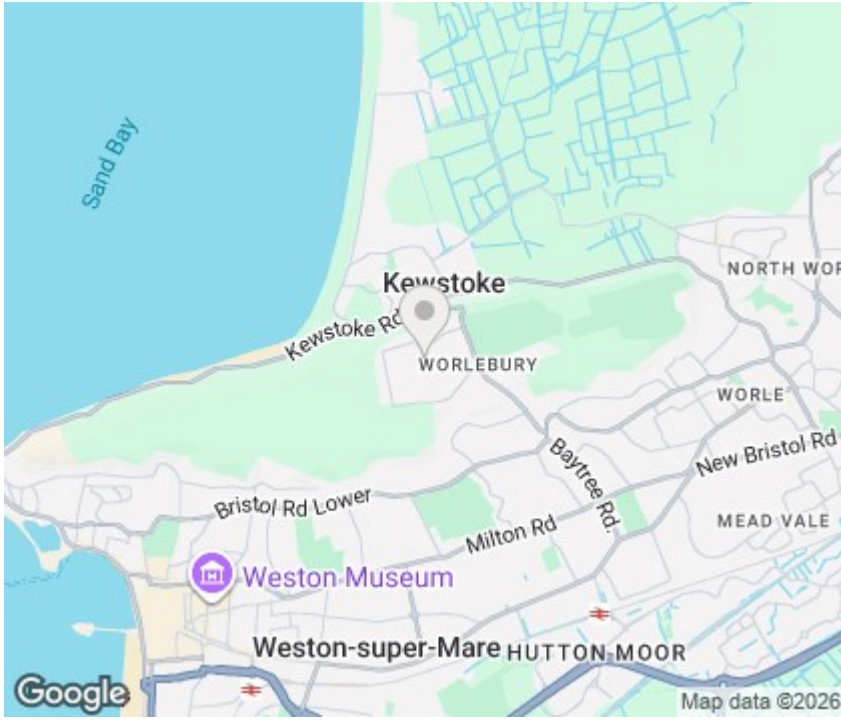 Sand Bay
Kewstoke
NORTH WOR
Kewstoke Rd
WORLEBURY
WORLE
Baytree Rd.
New Bristol Rd
Bristol Rd Lower
Milton Rd
MEAD VALE
Weston Museum
Weston-super-Mare
HUTTON MOOR
Google
Map data ©2026